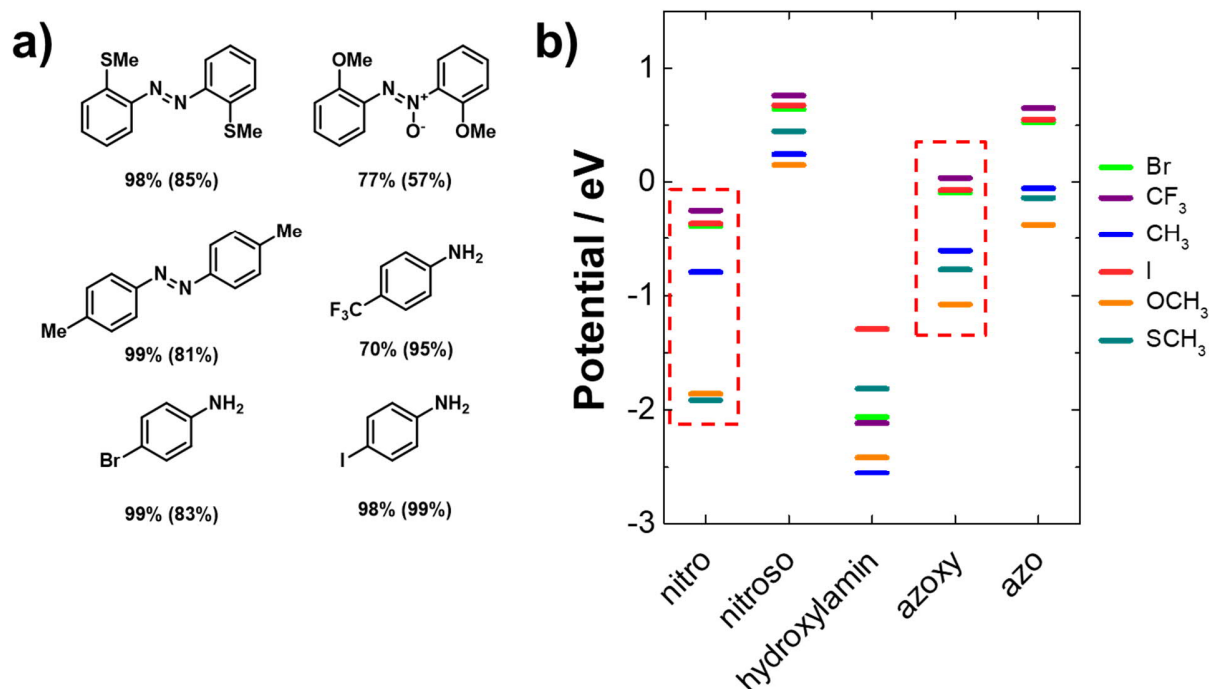 a)
SMe
N
N
SMe
98% (85%)
OMe
N
N+
O-
OMe
77% (57%)
Me
N
N
Me
99% (81%)
NH2
F3C
70% (95%)
NH2
Br
99% (83%)
NH2
I
98% (99%)
b)
Potential / eV
1
0
-1
-2
-3
nitro
nitroso
hydroxylamin
azoxy
azo
Br
CF3
CH3
I
OCH3
SCH3